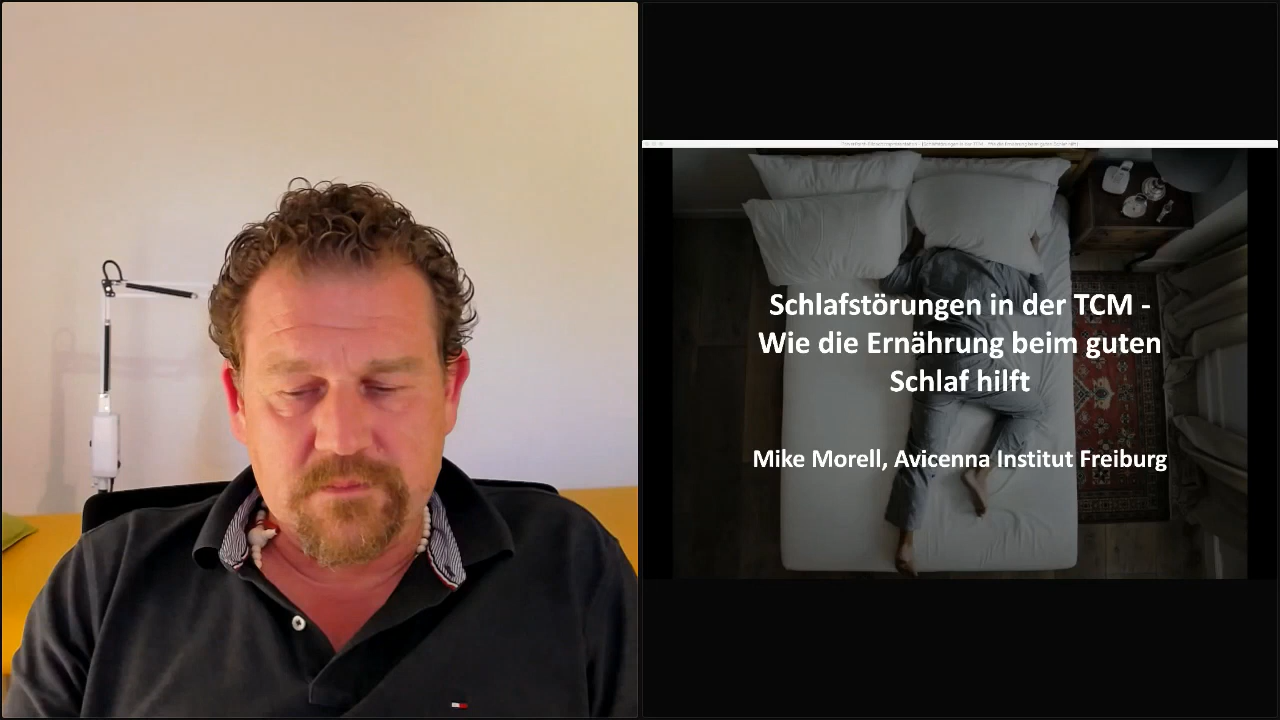 Schlafstörungen in der TCM -
Wie die Ernährung beim guten
Schlaf hilft
Mike Morell, Avicenna Institut Freiburg